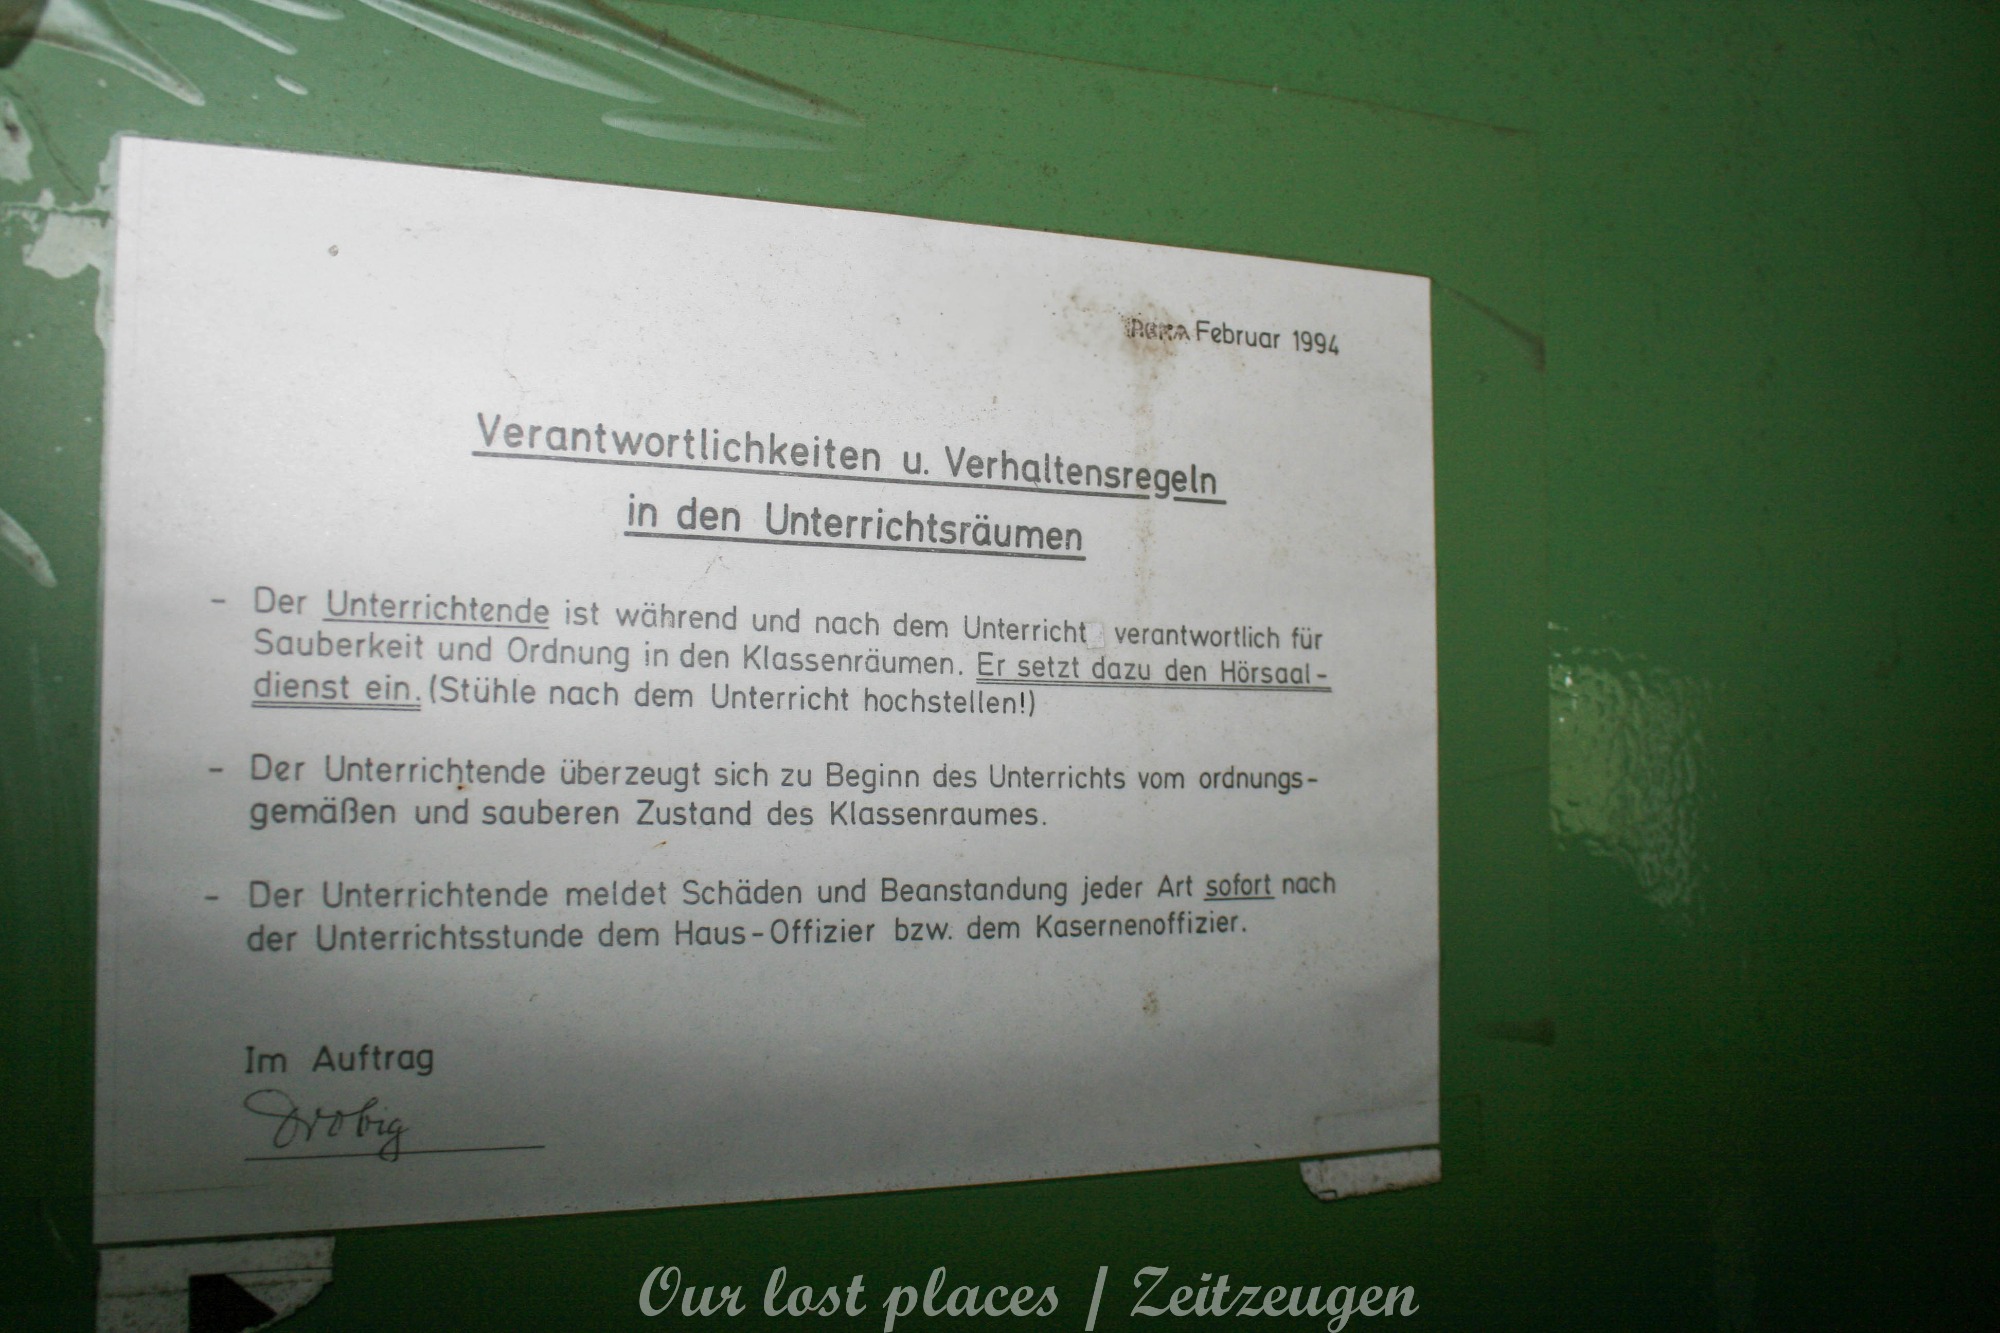 Februar 1994
Verantwortlichkeiten u. Verhaltensregeln
in den Unterrichtsräumen
- Der Unterrichtende ist während und nach dem Unterricht verantwortlich für
Sauberkeit und Ordnung in den Klassenräumen. Er setzt dazu den Hörsaal-
dienst ein. (Stühle nach dem Unterricht hochstellen!)
- Der Unterrichtende überzeugt sich zu Beginn des Unterrichts vom ordnungs-
gemäßen und sauberen Zustand des Klassenraumes.
- Der Unterrichtende meldet Schäden und Beanstandung jeder Art sofort nach
der Unterrichtsstunde dem Haus-Offizier bzw. dem Kasernenoffizier.
Im Auftrag
Drobig
Our lost places / Zeitzeugen